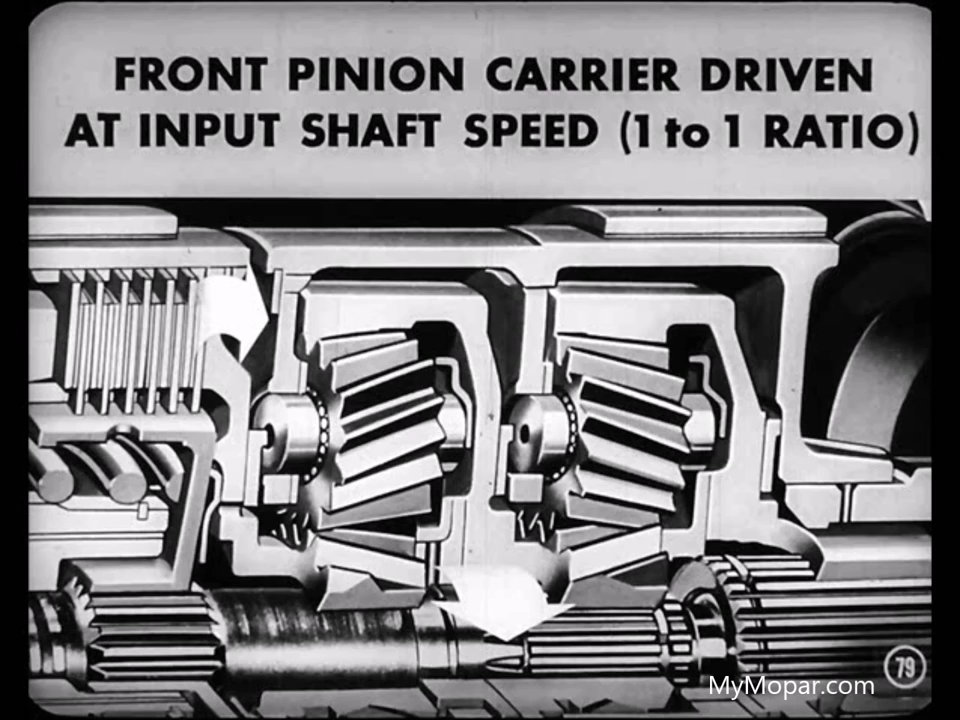 FRONT PINION CARRIER DRIVEN
AT INPUT SHAFT SPEED (1 to 1 RATIO)
79
MyMopar.com